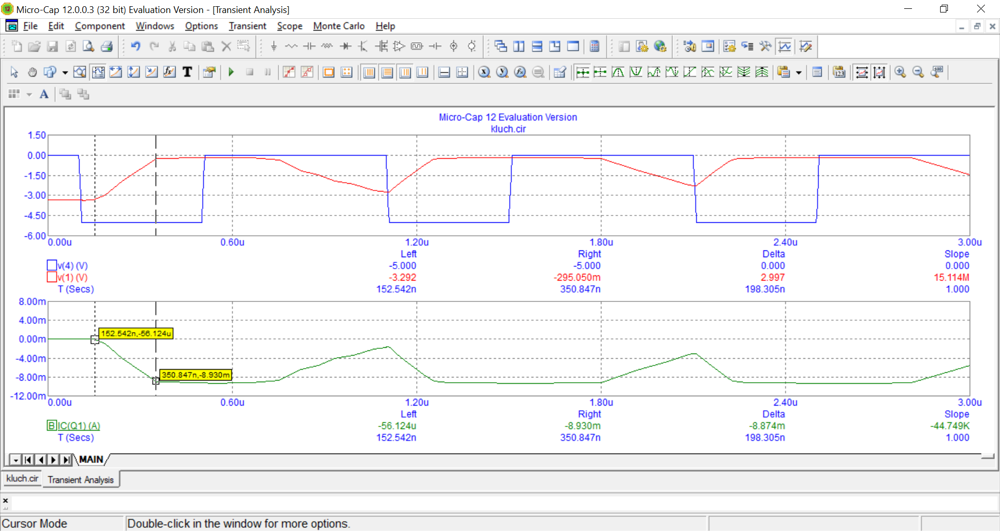 Micro-Cap 12.0.0.3 (32 bit) Evaluation Version - [Transient Analysis]
File Edit Component Windows Options Transient Scope Monte Carlo Help
Micro-Cap 12 Evaluation Version
kluch.cir
1.50
0.00
-1.50
-3.00
-4.50
-6.00
0.00u 0.60u 1.20u 1.80u 2.40u 3.00u
Left Right Delta Slope
v(4) (V) -5.000 -5.000 0.000 0.000
v(1) (V) -3.292 -295.050m 2.997 15.114M
T (Secs) 152.542n 350.847n 198.305n 1.000
8.00m
4.00m
0.00m
-4.00m
-8.00m
-12.00m
152.542n,-56.124u
350.847n,-8.930m
0.00u 0.60u 1.20u 1.80u 2.40u 3.00u
Left Right Delta Slope
B IC(Q1) (A) -56.124u -8.930m -8.874m -44.749K
T (Secs) 152.542n 350.847n 198.305n 1.000
MAIN
kluch.cir Transient Analysis
Cursor Mode Double-click in the window for more options.